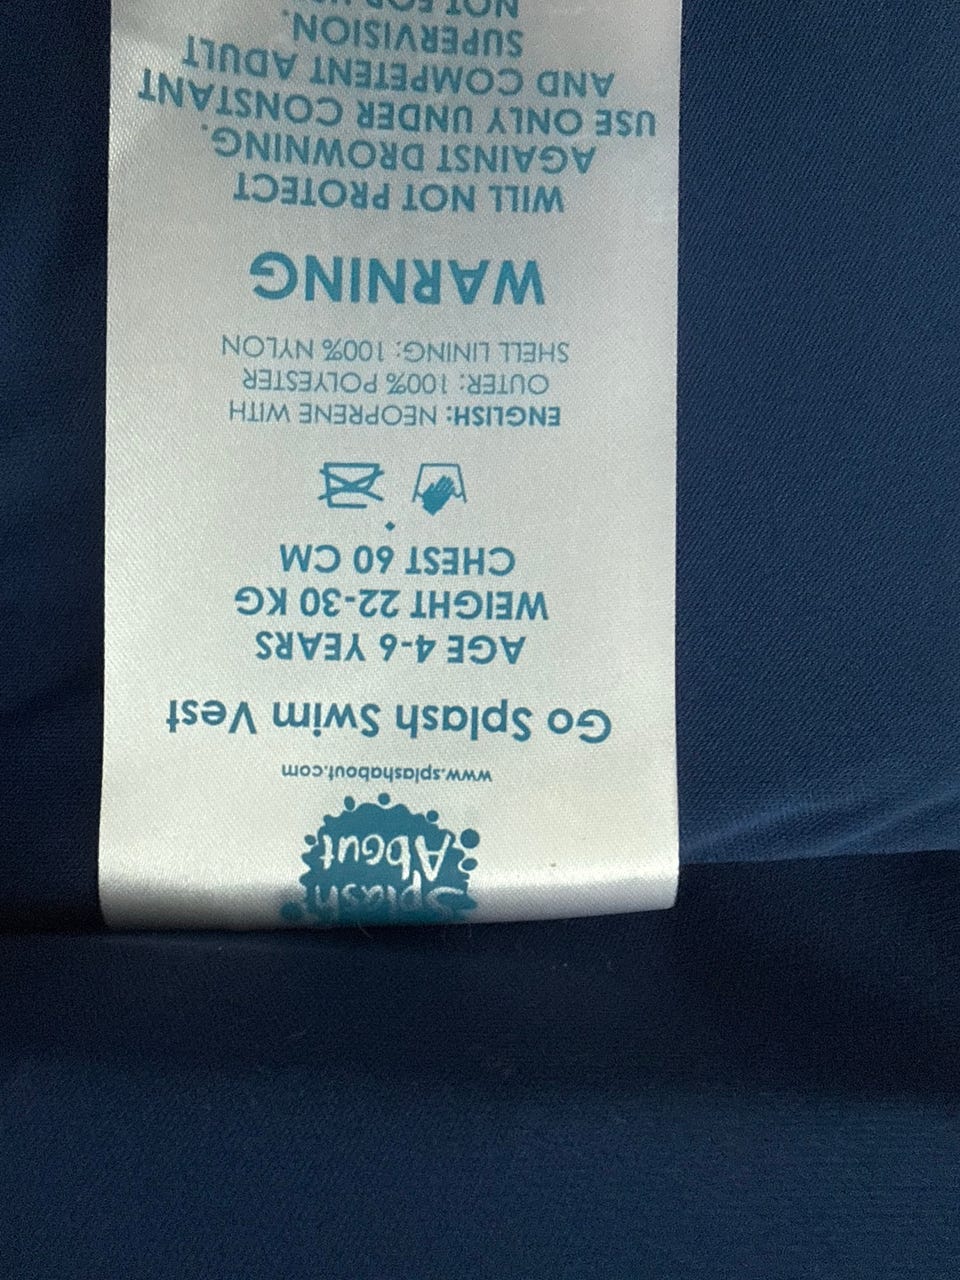 Splash
About
www.splashabout.com
Go Splash Swim Vest
AGE 4-6 YEARS
WEIGHT 22-30 KG
CHEST 60 CM
ENGLISH: NEOPRENE WITH
OUTER: 100% POLYESTER
SHELL LINING: 100% NYLON
WARNING
WILL NOT PROTECT
AGAINST DROWNING.
USE ONLY UNDER CONSTANT
AND COMPETENT ADULT
SUPERVISION.
NOT FOR